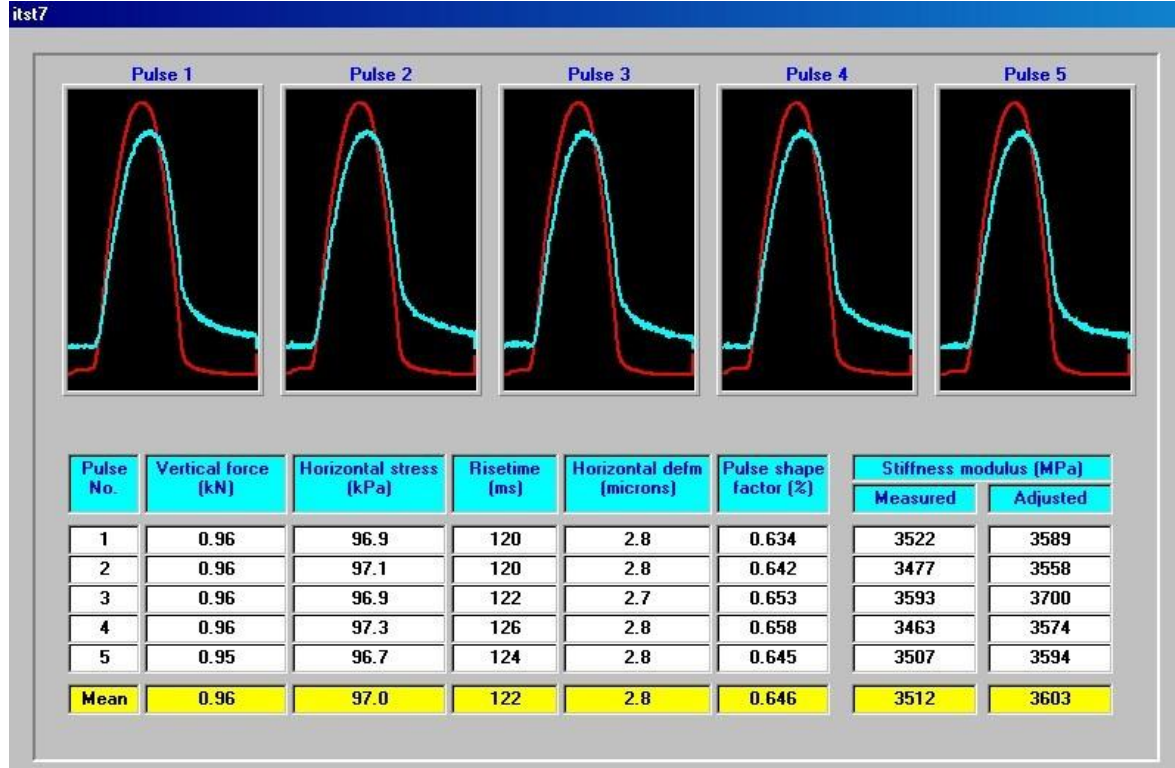 itst7
Pulse 1 Pulse 2 Pulse 3 Pulse 4 Pulse 5
Pulse No. Vertical force (kN) Horizontal stress (kPa) Risetime (ms) Horizontal defm (microns) Pulse shape factor (%) Stiffness modulus (MPa)
Measured Adjusted
1 0.96 96.9 120 2.8 0.634 3522 3589
2 0.96 97.1 120 2.8 0.642 3477 3558
3 0.96 96.9 122 2.7 0.653 3593 3700
4 0.96 97.3 126 2.8 0.658 3463 3574
5 0.95 96.7 124 2.8 0.645 3507 3594
Mean 0.96 97.0 122 2.8 0.646 3512 3603